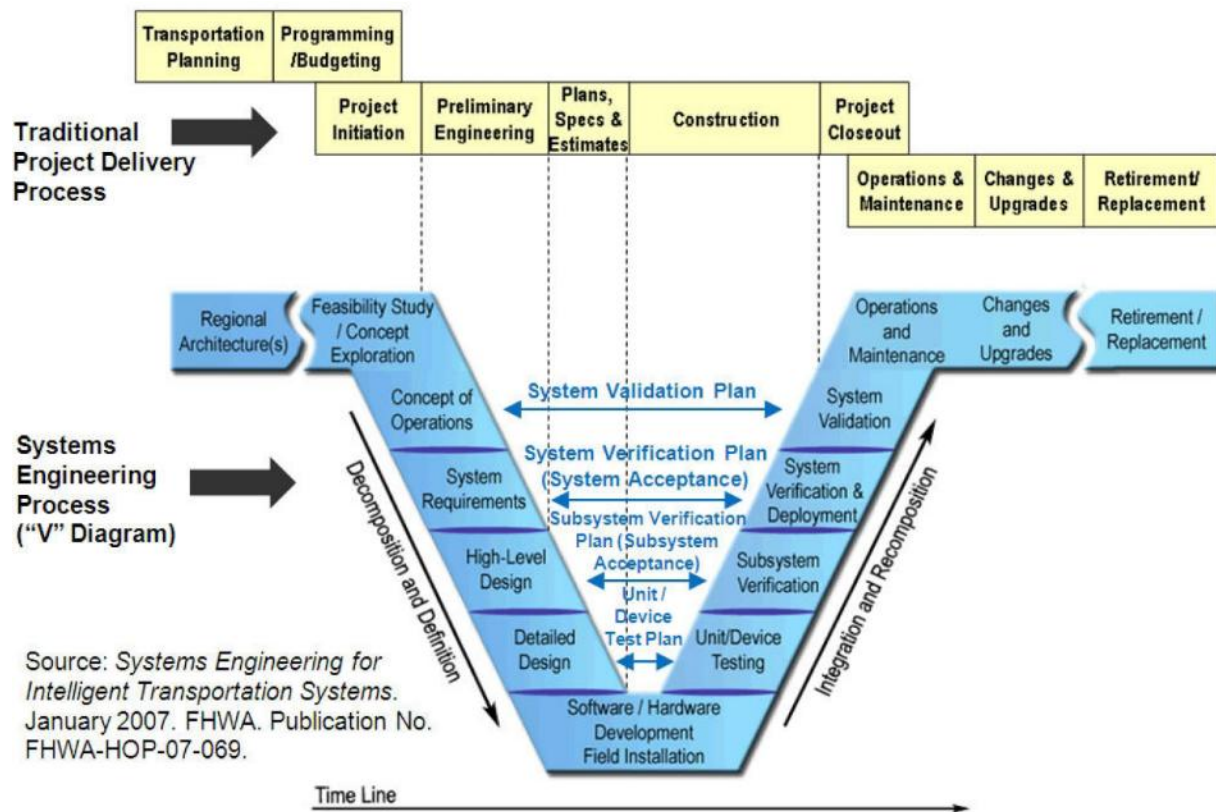 Transportation
Planning
Programming
/Budgeting
Project
Initiation
Preliminary
Engineering
Plans,
Specs &
Estimates
Construction
Project
Closeout
Traditional
Project Delivery
Process
Operations &
Maintenance
Changes &
Upgrades
Retirement/
Replacement
Regional
Architecture(s)
Feasibility Study
/ Concept
Exploration
Operations
and
Maintenance
Changes
and
Upgrades
Retirement /
Replacement
Concept of
Operations
System Validation Plan
System
Validation
Systems
Engineering
Process
("V" Diagram)
System
Requirements
System Verification Plan
(System Acceptance)
System
Verification &
Deployment
Decomposition and Definition
High-Level
Design
Subsystem Verification
Plan (Subsystem
Acceptance)
Subsystem
Verification
Integration and Recomposition
Detailed
Design
Unit /
Device
Test Plan
Unit/Device
Testing
Software / Hardware
Development
Field Installation
Source: Systems Engineering for
Intelligent Transportation Systems.
January 2007. FHWA. Publication No.
FHWA-HOP-07-069.
Time Line